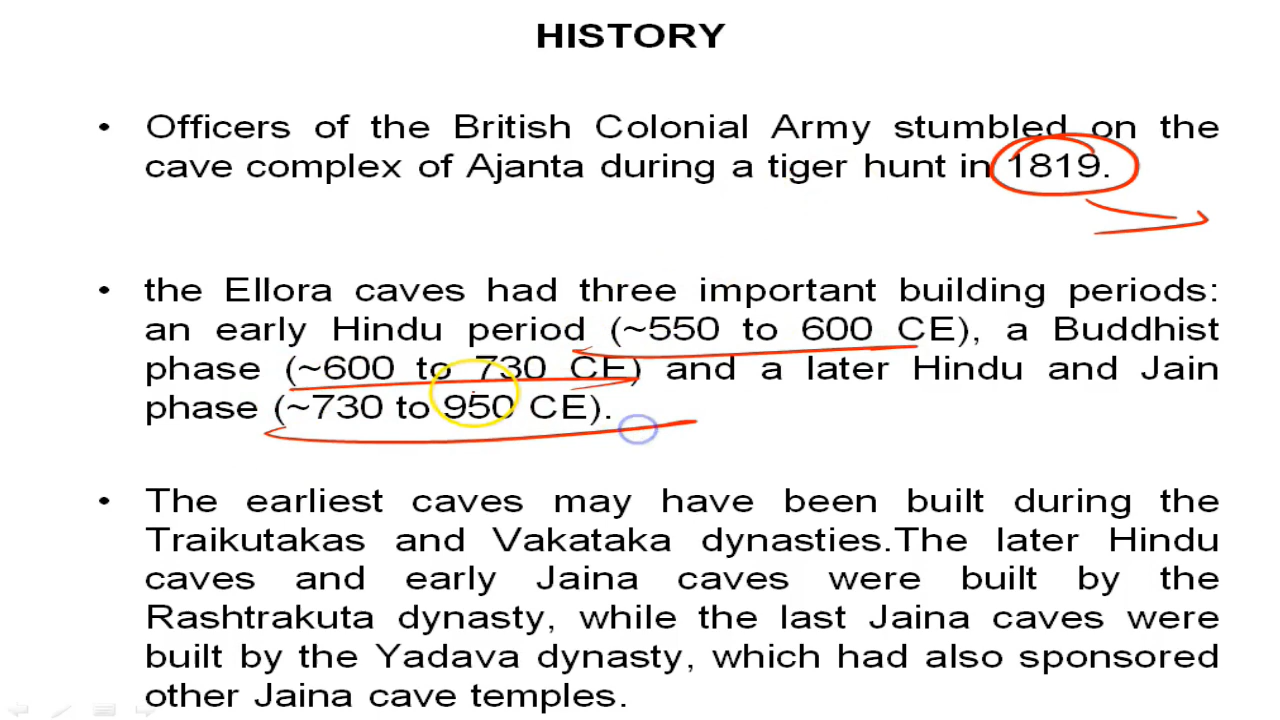 HISTORY
• Officers of the British Colonial Army stumbled on the
cave complex of Ajanta during a tiger hunt in 1819.
• the Ellora caves had three important building periods:
an early Hindu period (~550 to 600 CE), a Buddhist
phase (~600 to 730 CE) and a later Hindu and Jain
phase (~730 to 950 CE).
• The earliest caves may have been built during the
Traikutakas and Vakataka dynasties.The later Hindu
caves and early Jaina caves were built by the
Rashtrakuta dynasty, while the last Jaina caves were
built by the Yadava dynasty, which had also sponsored
other Jaina cave temples.